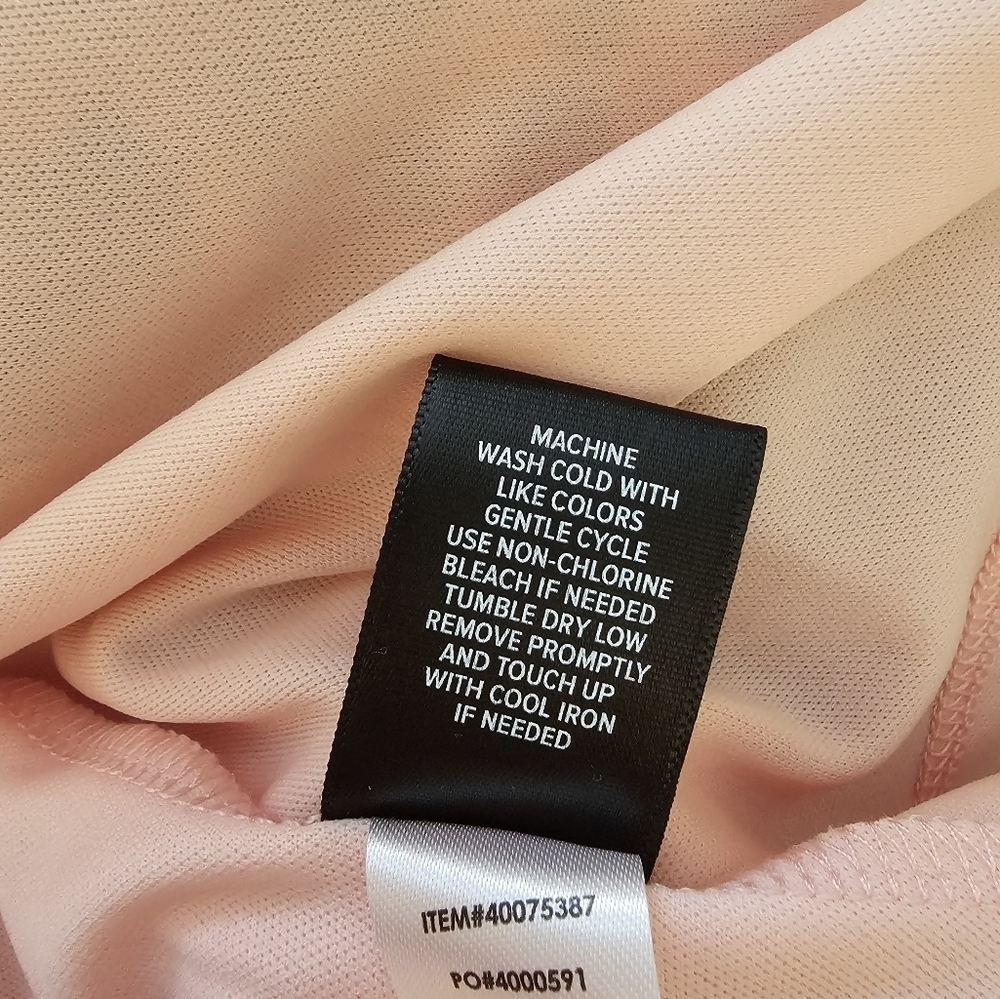 MACHINE
WASH COLD WITH
LIKE COLORS
GENTLE CYCLE
USE NON-CHLORINE
BLEACH IF NEEDED
TUMBLE DRY LOW
REMOVE PROMPTLY
AND TOUCH UP
WITH COOL IRON
IF NEEDED
ITEM#40075387
PO#4000591